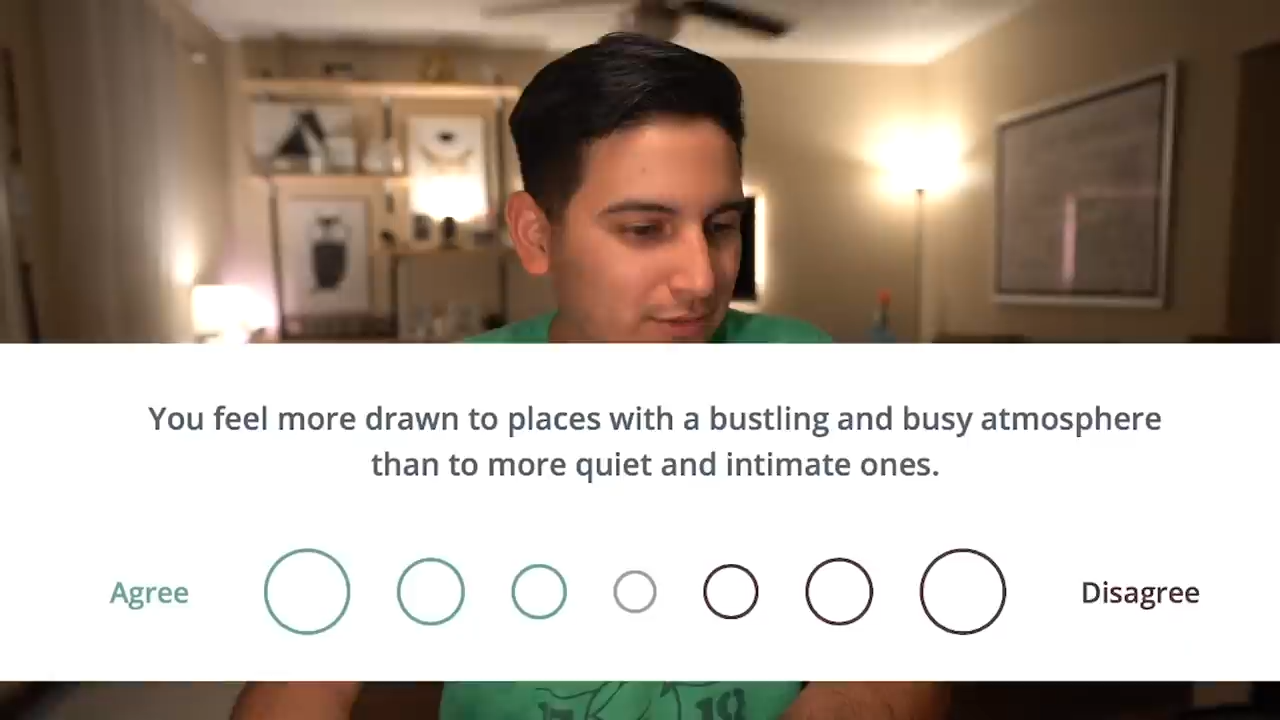 You feel more drawn to places with a bustling and busy atmosphere
than to more quiet and intimate ones.
Agree
Disagree